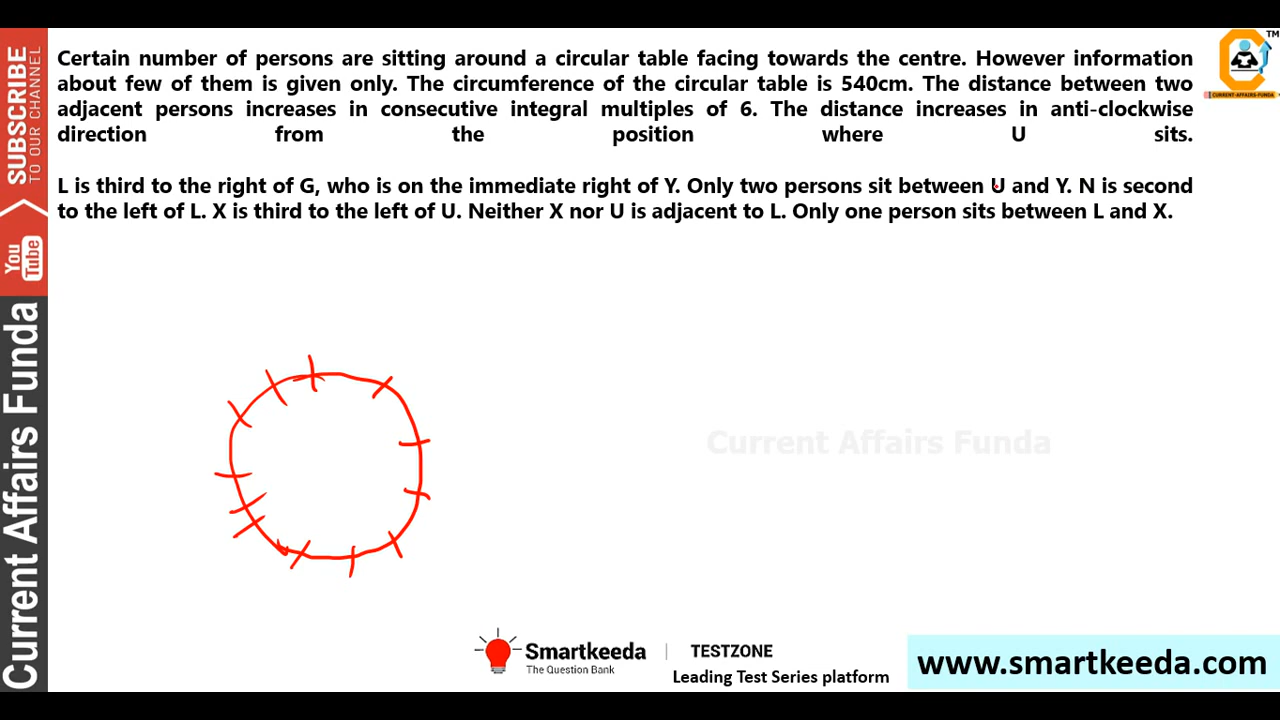 SUBSCRIBE
TO OUR CHANNEL
You
Tube
Current Affairs Funda
TM
CURRENT-AFFAIRS-FUNDA
Certain number of persons are sitting around a circular table facing towards the centre. However information
about few of them is given only. The circumference of the circular table is 540cm. The distance between two
adjacent persons increases in consecutive integral multiples of 6. The distance increases in anti-clockwise
direction from the position where U sits.
L is third to the right of G, who is on the immediate right of Y. Only two persons sit between U and Y. N is second
to the left of L. X is third to the left of U. Neither X nor U is adjacent to L. Only one person sits between L and X.
Current Affairs Funda
Smartkeeda
The Question Bank
TESTZONE
Leading Test Series platform
www.smartkeeda.com